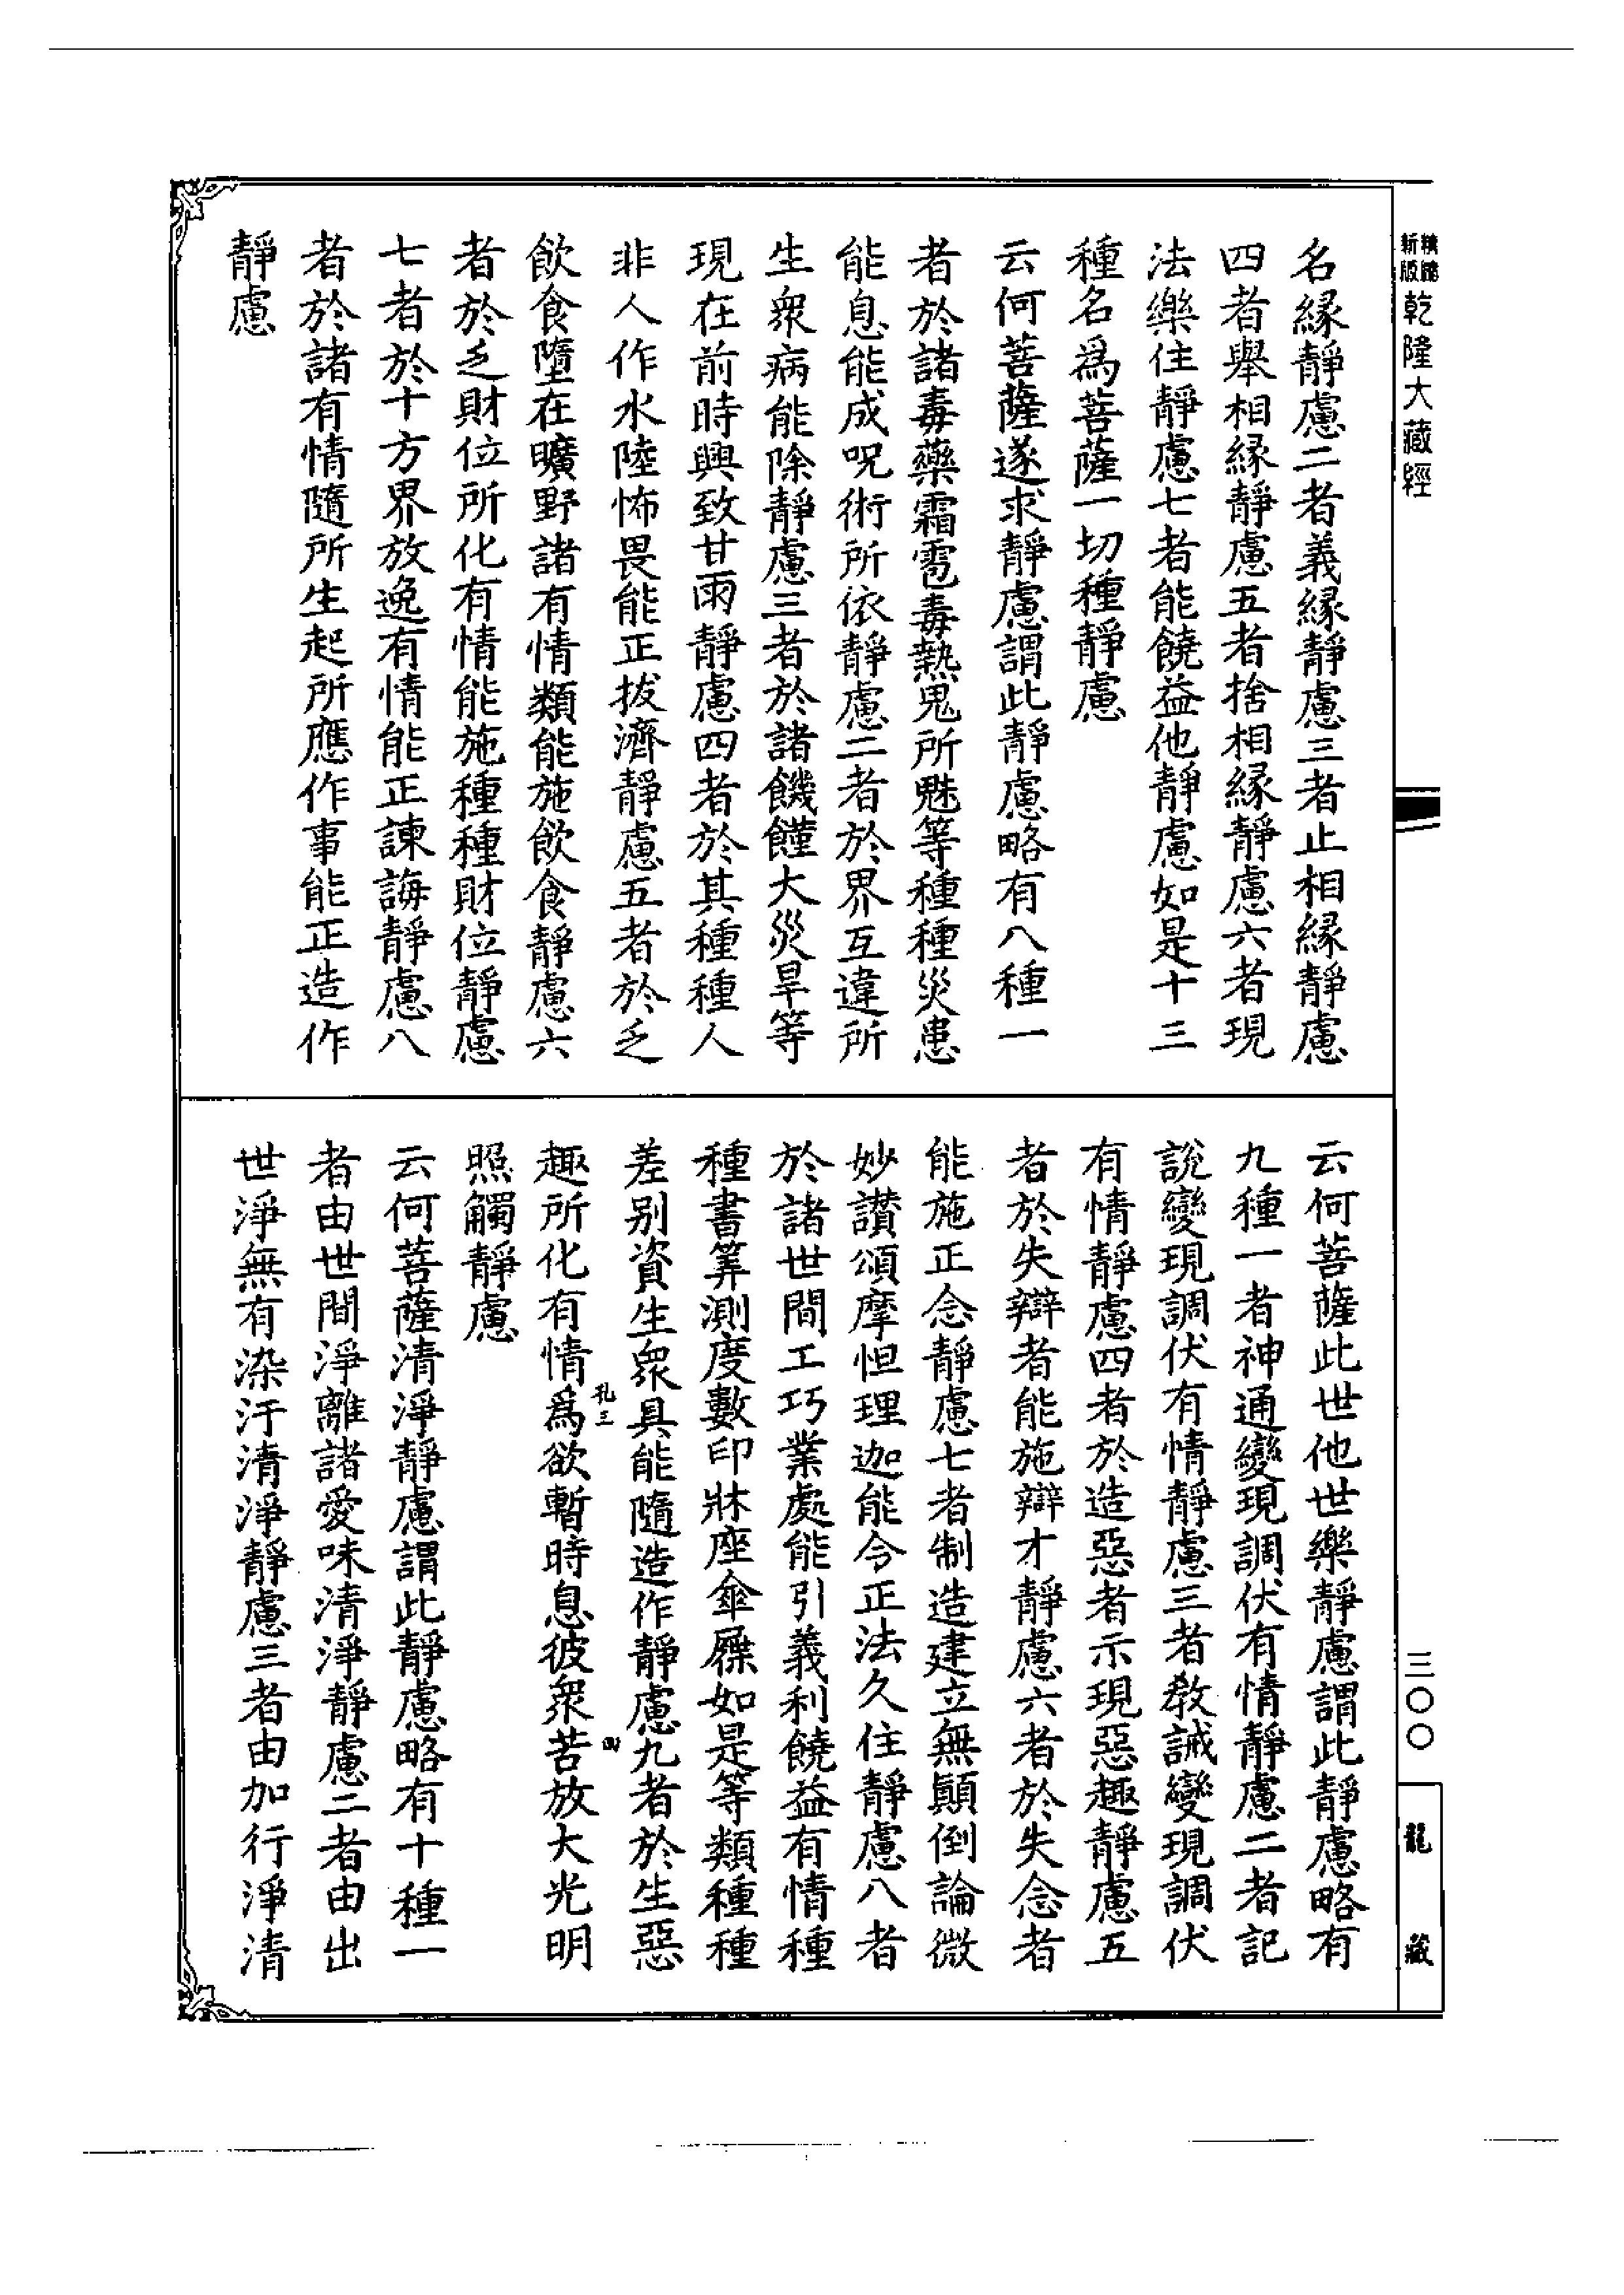 新版 精縮 乾隆大藏經
名緣靜慮二者義緣靜慮三者止相緣靜慮
四者舉相緣靜慮五者捨相緣靜慮六者現
法樂住靜慮七者能饒益他靜慮如是十三
種名爲菩薩一切種靜慮
云何菩薩遂求靜慮謂此靜慮略有八種一
者於諸毒藥霜雹毒熱鬼所魅等種種災患
能息能成呪術所依靜慮二者於界互違所
生衆病能除靜慮三者於諸饑饉大災旱等
現在前時興致甘雨靜慮四者於其種種人
非人作水陸怖畏能正拔濟靜慮五者於乏
飲食墮在曠野諸有情類能施飲食靜慮六
者於乏財位所化有情能施種種財位靜慮
七者於十方界放逸有情能正諫誨靜慮八
者於諸有情隨所生起所應作事能正造作
靜慮
云何菩薩此世他世樂靜慮謂此靜慮略有
九種一者神通變現調伏有情靜慮二者記
說變現調伏有情靜慮三者教誡變現調伏
有情靜慮四者於造惡者示現惡趣靜慮五
者於失辯者能施辯才靜慮六者於失念者
能施正念靜慮七者制造建立無顛倒論微
妙讚頌摩怛理迦能令正法久住靜慮八者
於諸世間工巧業處能引義利饒益有情種
種書筭測度數印牀座傘屧如是等類種種
差別資生衆具能隨造作靜慮九者於生惡
趣所化有情爲欲暫時息彼衆苦放大光明
照觸靜慮
云何菩薩清淨靜慮謂此靜慮略有十種一
者由世間淨離諸愛味清淨靜慮二者由出
世淨無有染汙清淨靜慮三者由加行淨清
孔三
四
三〇〇
龍藏